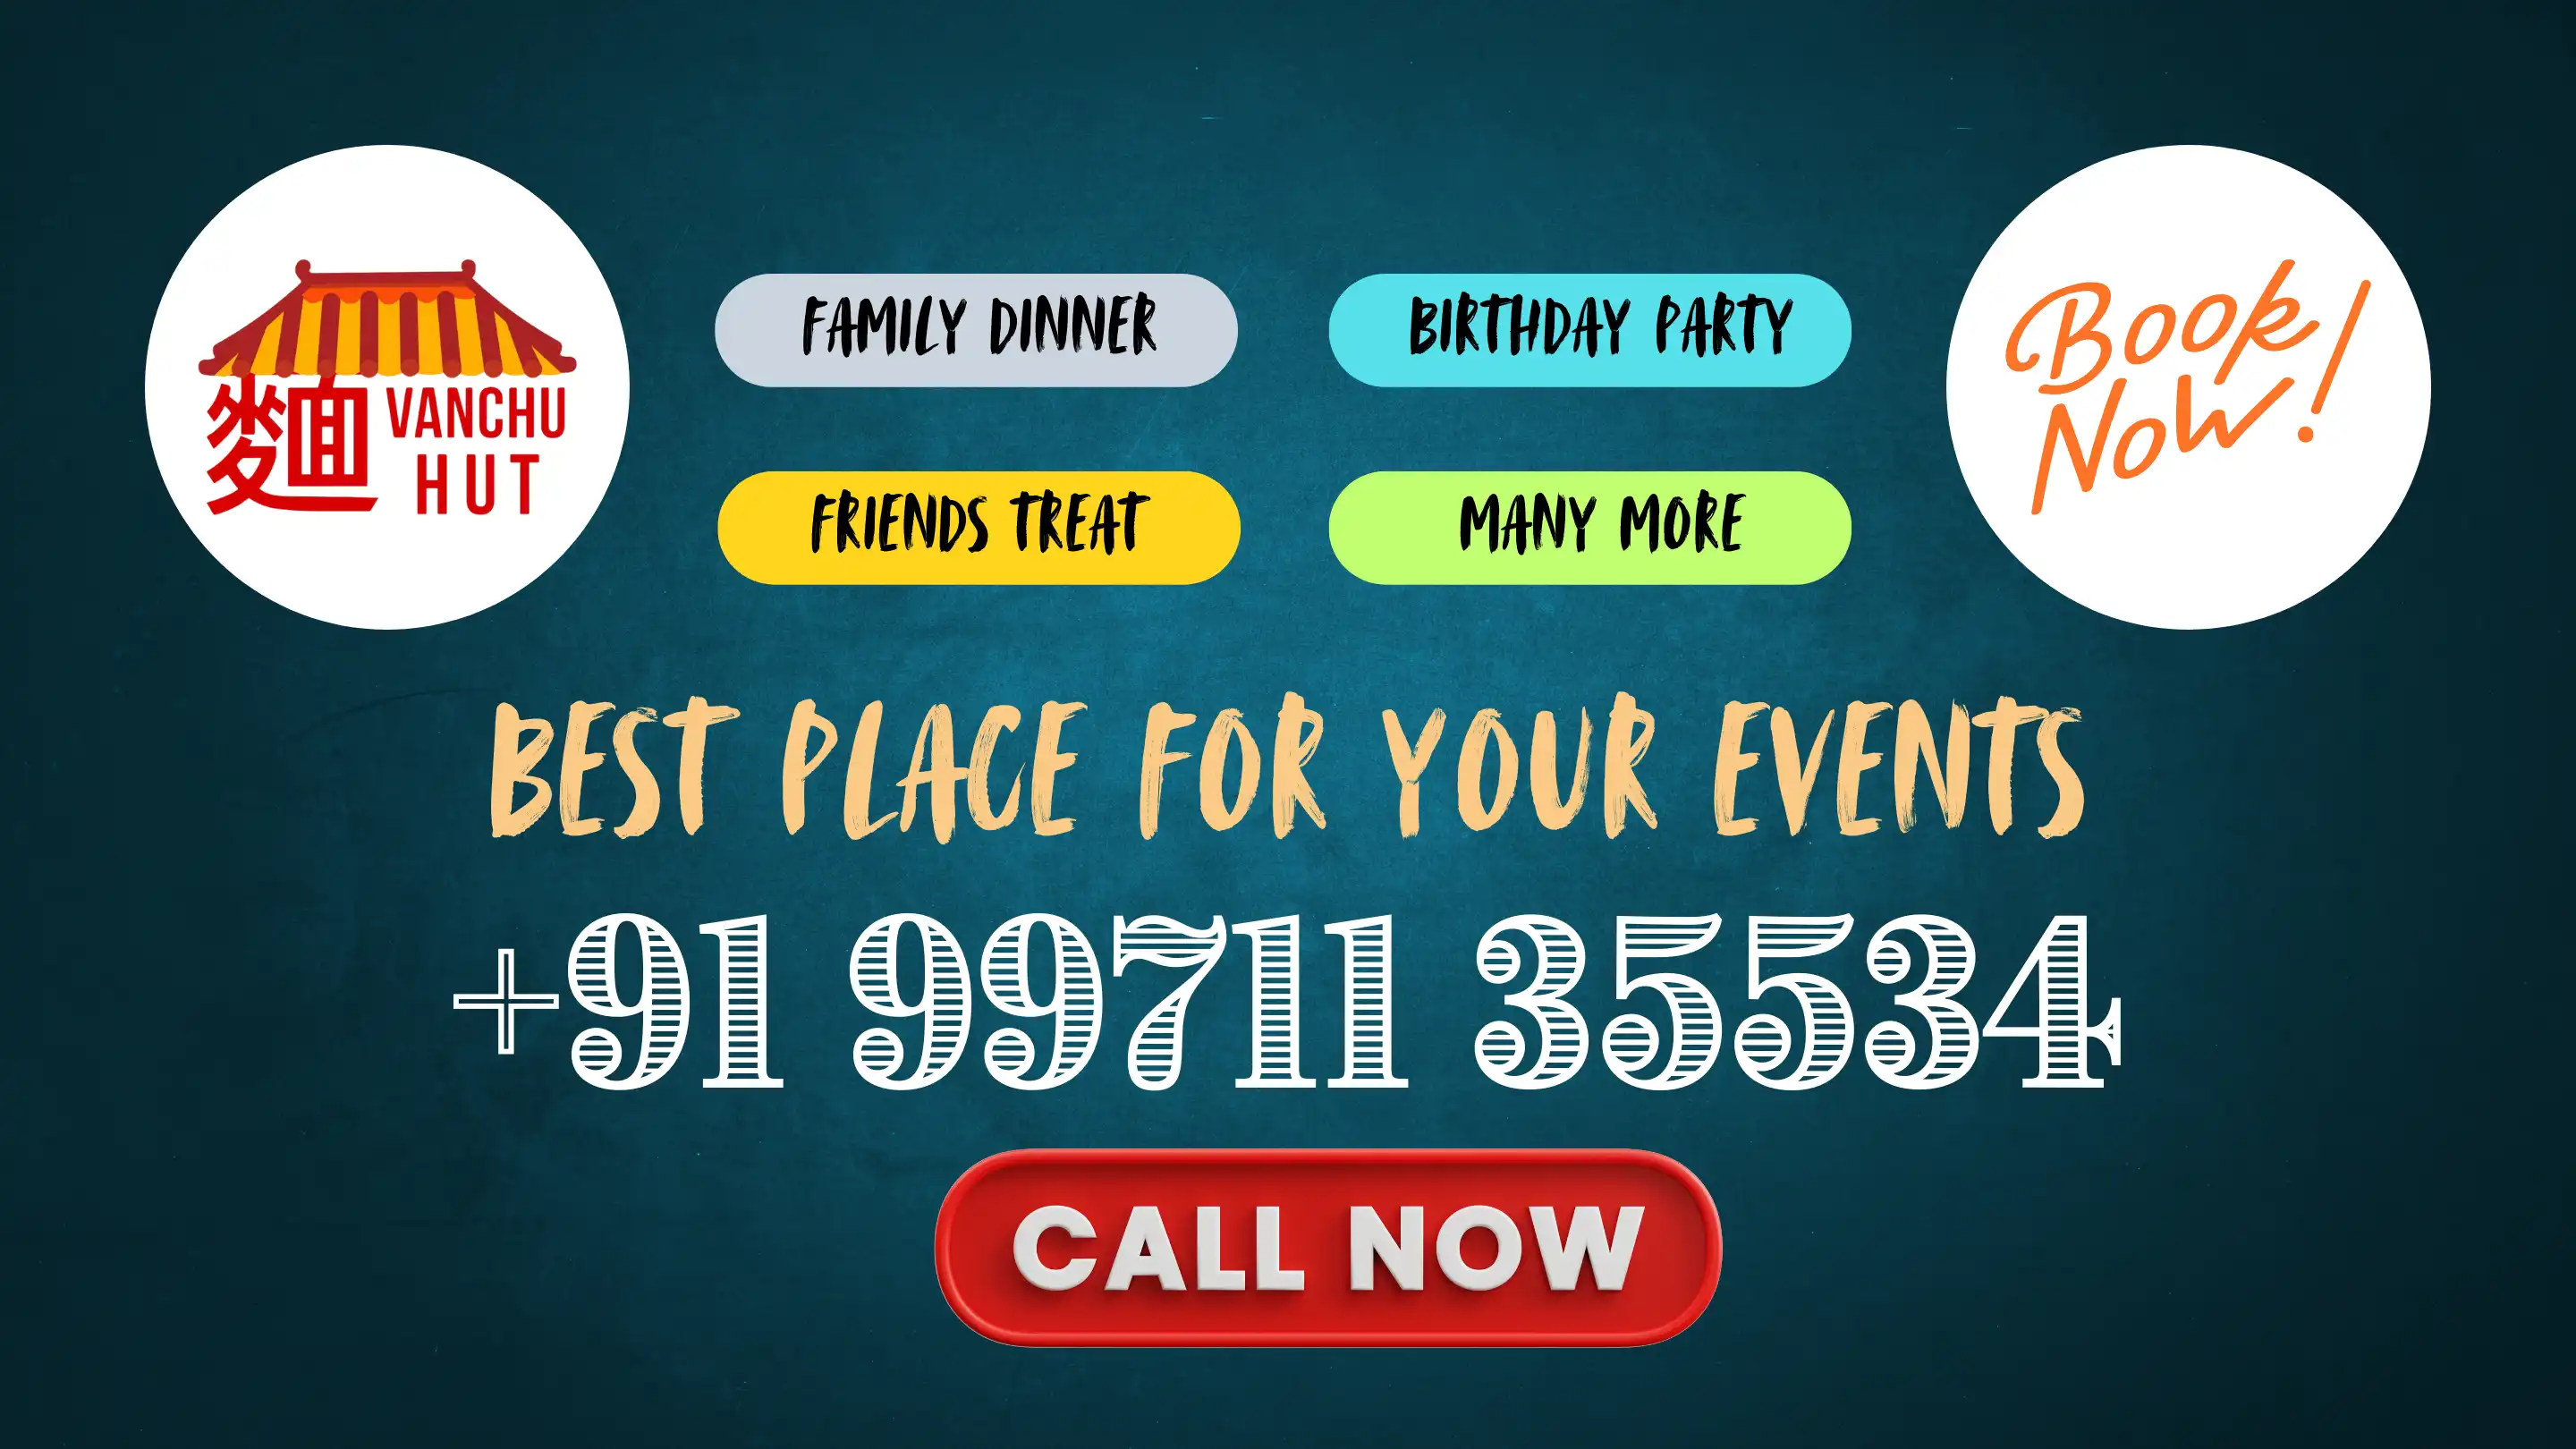 麵 VANCHU
HUT
FAMILY DINNER
BIRTHDAY PARTY
FRIENDS TREAT
MANY MORE
Book
Now!
BEST PLACE FOR YOUR EVENTS
+91 99711 35534
CALL NOW